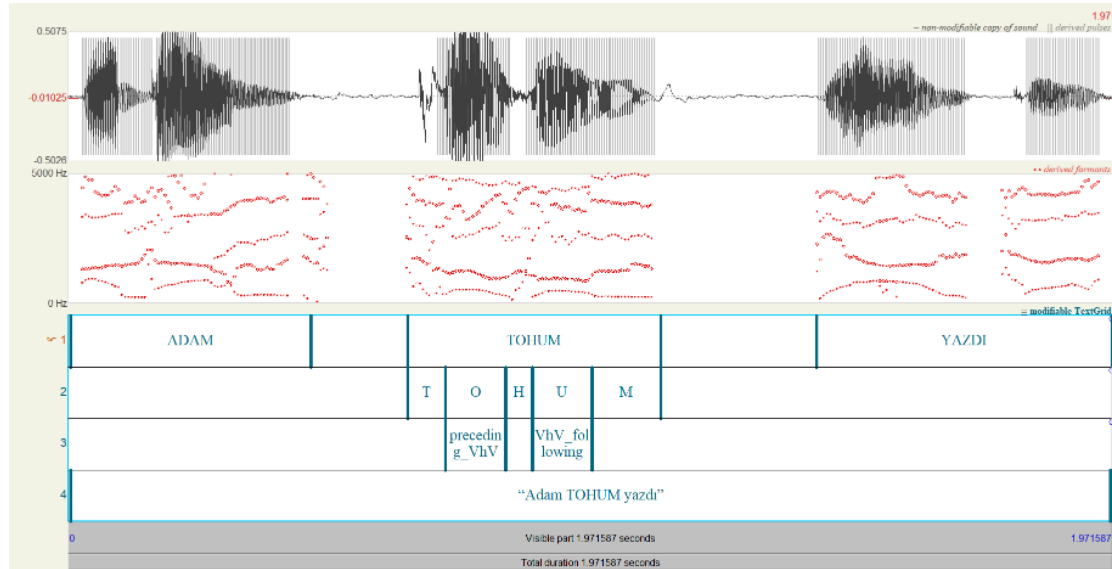 1.97
0.5075
– non-modifiable copy of sound || derived pulses
-0.01025
-0.5026
5000 Hz
•• derived formants
0 Hz
= modifiable TextGrid
1 ADAM TOHUM YAZDI
2 T O H U M
3 precedin VhV_fol
g_VhV lowing
4 “Adam TOHUM yazdı”
0 Visible part 1.971587 seconds 1.971587
Total duration 1.971587 seconds